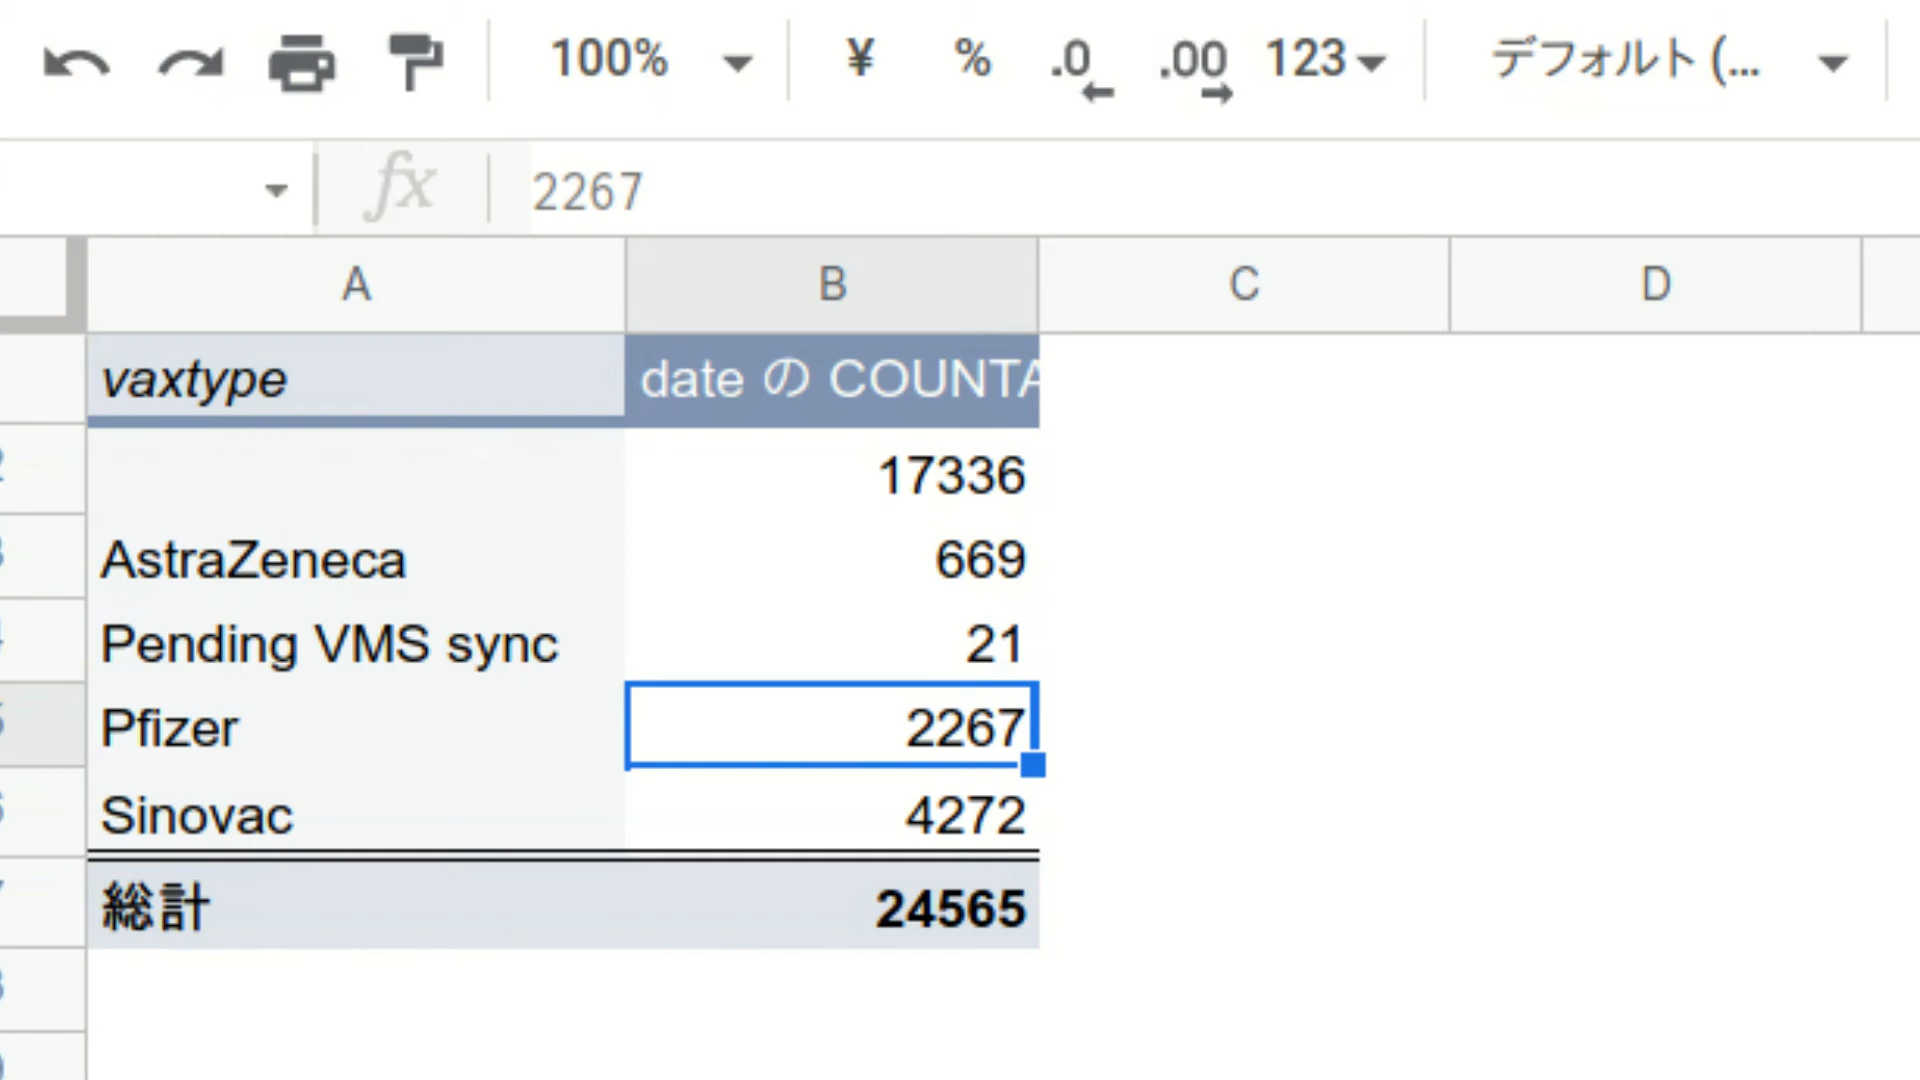 100% ¥ % .0 .00 123 デフォルト (...
fx 2267
A B C D
vaxtype date の COUNTA
17336
AstraZeneca 669
Pending VMS sync 21
Pfizer 2267
Sinovac 4272
総計 24565